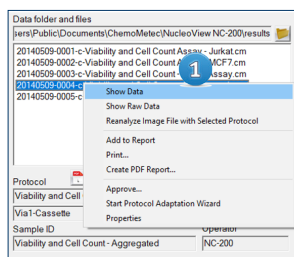 Data folder and files
sers\Public\Documents\ChemoMetec\NucleoView NC-200\results
20140509-0001-c-Viability and Cell Count Assay - Jurkat.cm
20140509-0002-c-Viability and Cell Count A MCF7.cm
20140509-0003-c-Viability and Cell Count - Assay.cm
20140509-0004-c
20140509-0005-c
1
Show Data
Show Raw Data
Reanalyze Image File with Selected Protocol
Add to Report
Print...
Create PDF Report...
Approve...
Start Protocol Adaptation Wizard
Properties
Protocol
Viability and Cell
Via1-Cassette
Sample ID Operator
Viability and Cell Count - Aggregated NC-200